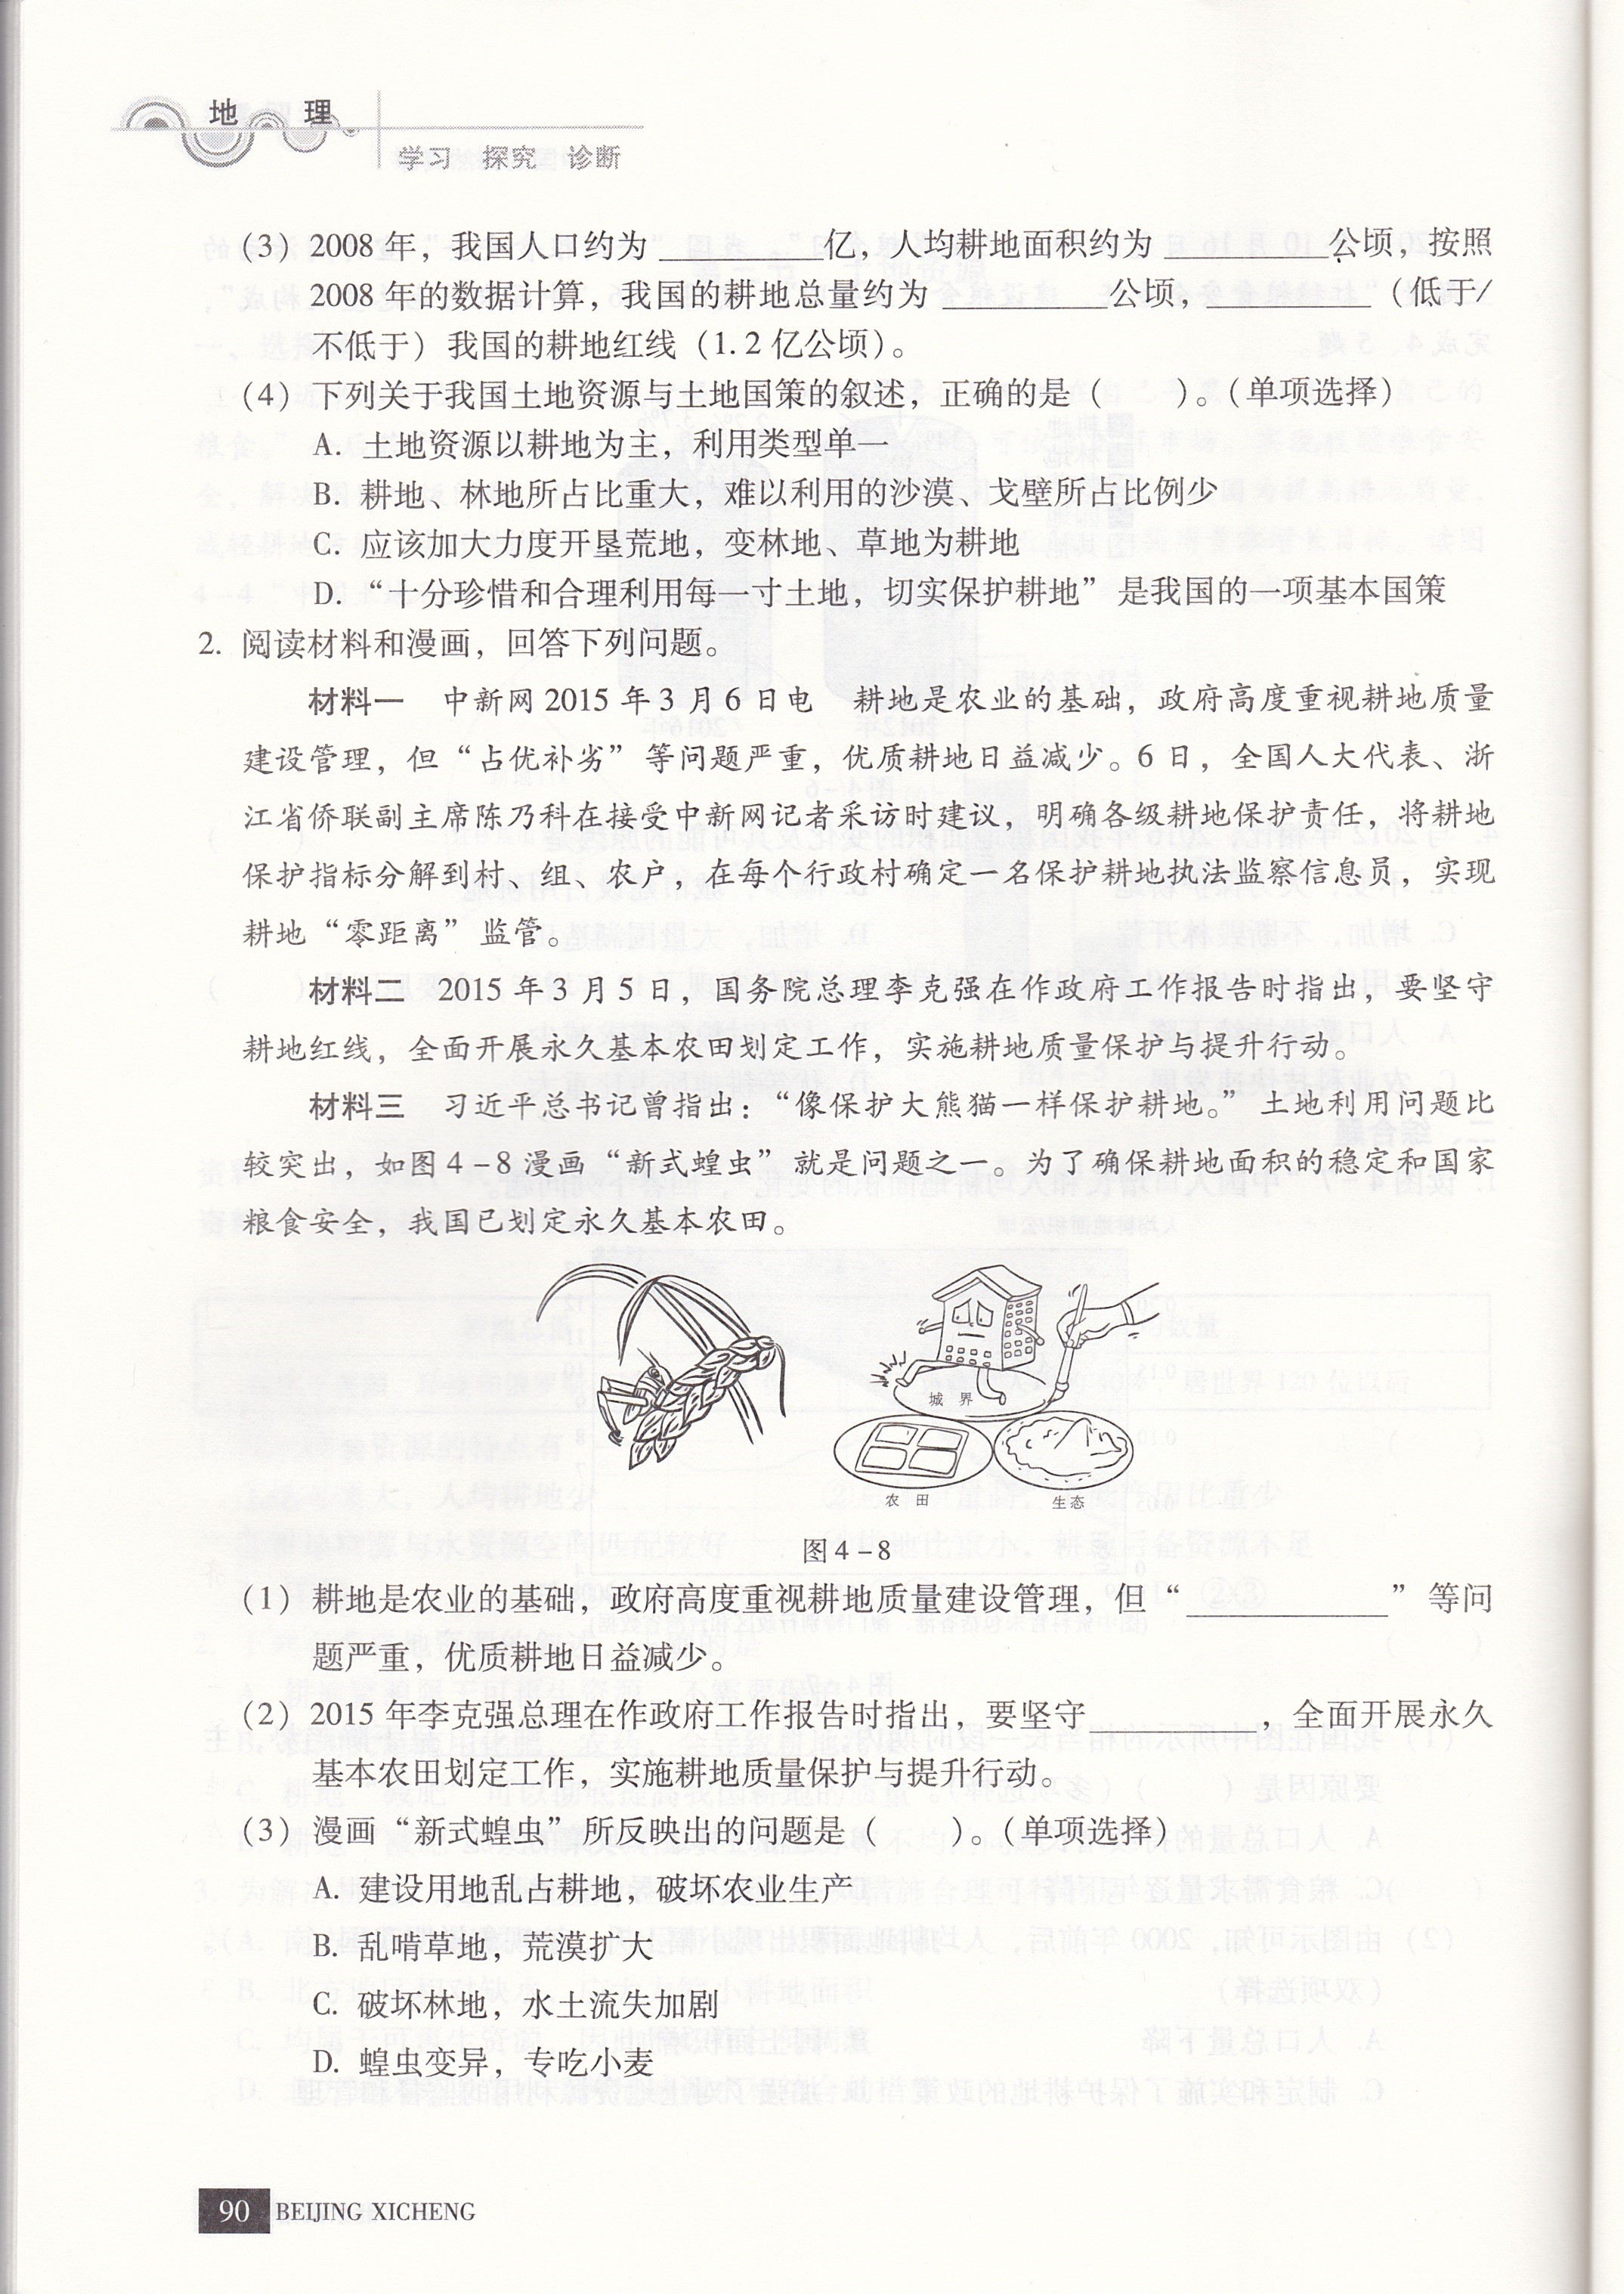 地 理
学习 探究 诊断
（3）2008 年，我国人口约为 __________亿，人均耕地面积约为 __________公顷，按照
2008 年的数据计算，我国的耕地总量约为 __________公顷，__________（低于/
不低于）我国的耕地红线（1.2 亿公顷）。
（4）下列关于我国土地资源与土地国策的叙述，正确的是（ ）。（单项选择）
A. 土地资源以耕地为主，利用类型单一
B. 耕地、林地所占比重大，难以利用的沙漠、戈壁所占比例少
C. 应该加大力度开垦荒地，变林地、草地为耕地
D. “十分珍惜和合理利用每一寸土地，切实保护耕地” 是我国的一项基本国策
2. 阅读材料和漫画，回答下列问题。
材料一 中新网 2015 年 3 月 6 日电 耕地是农业的基础，政府高度重视耕地质量
建设管理，但“占优补劣”等问题严重，优质耕地日益减少。6 日，全国人大代表、浙
江省侨联副主席陈乃科在接受中新网记者采访时建议，明确各级耕地保护责任，将耕地
保护指标分解到村、组、农户，在每个行政村确定一名保护耕地执法监察信息员，实现
耕地“零距离”监管。
材料二 2015 年 3 月 5 日，国务院总理李克强在作政府工作报告时指出，要坚守
耕地红线，全面开展永久基本农田划定工作，实施耕地质量保护与提升行动。
材料三 习近平总书记曾指出：“像保护大熊猫一样保护耕地。”土地利用问题比
较突出，如图 4-8 漫画“新式蝗虫”就是问题之一。为了确保耕地面积的稳定和国家
粮食安全，我国已划定永久基本农田。
城 界
农 田
生态
图 4-8
（1）耕地是农业的基础，政府高度重视耕地质量建设管理，但“____________”等问
题严重，优质耕地日益减少。
（2）2015 年李克强总理在作政府工作报告时指出，要坚守 __________，全面开展永久
基本农田划定工作，实施耕地质量保护与提升行动。
（3）漫画“新式蝗虫”所反映出的问题是（ ）。（单项选择）
A. 建设用地乱占耕地，破坏农业生产
B. 乱啃草地，荒漠扩大
C. 破坏林地，水土流失加剧
D. 蝗虫变异，专吃小麦
90 BEIJING XICHENG